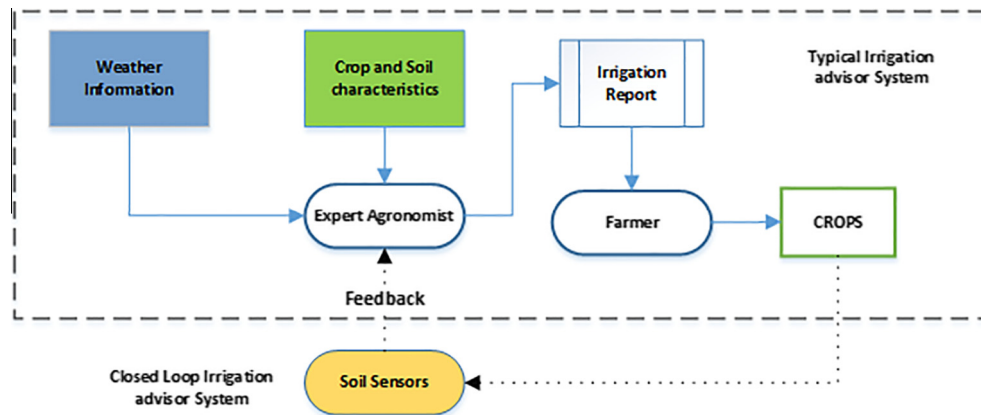 Weather
Information
Crop and Soil
characteristics
Irrigation
Report
Typical Irrigation
advisor System
Expert Agronomist
Farmer
CROPS
Feedback
Soil Sensors
Closed Loop Irrigation
advisor System